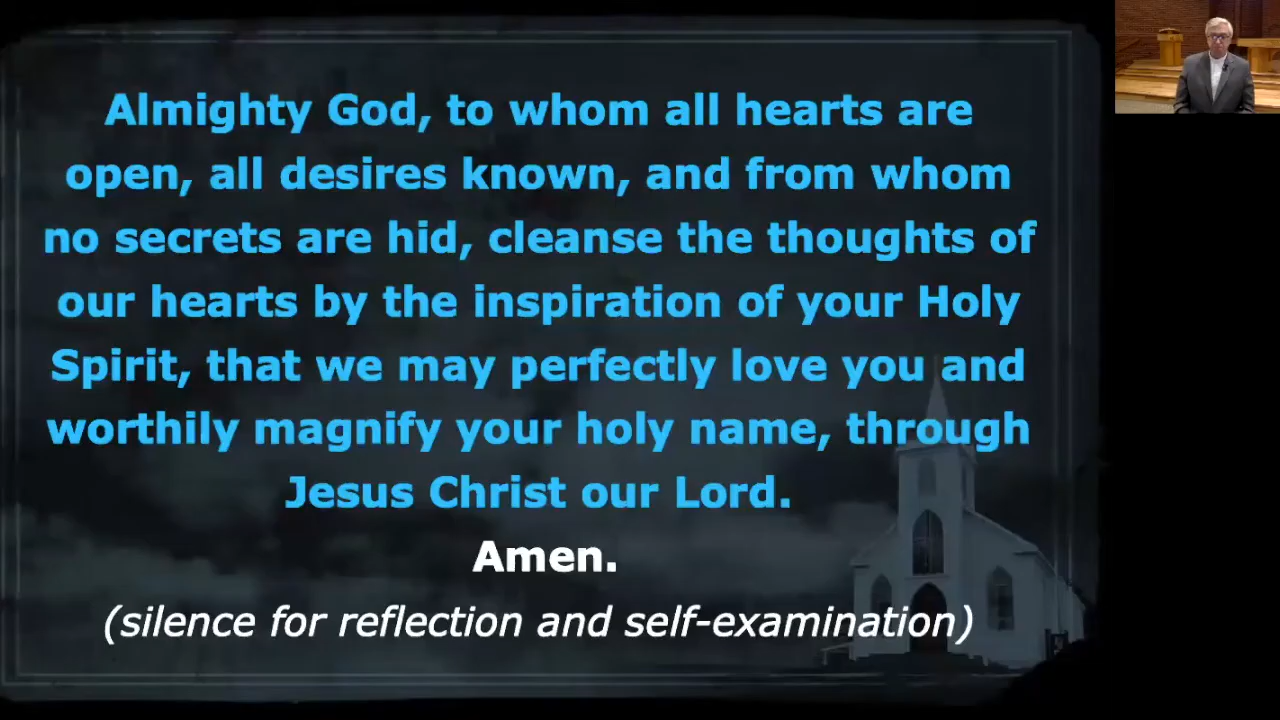 Almighty God, to whom all hearts are
open, all desires known, and from whom
no secrets are hid, cleanse the thoughts of
our hearts by the inspiration of your Holy
Spirit, that we may perfectly love you and
worthily magnify your holy name, through
Jesus Christ our Lord.
Amen.
(silence for reflection and self-examination)